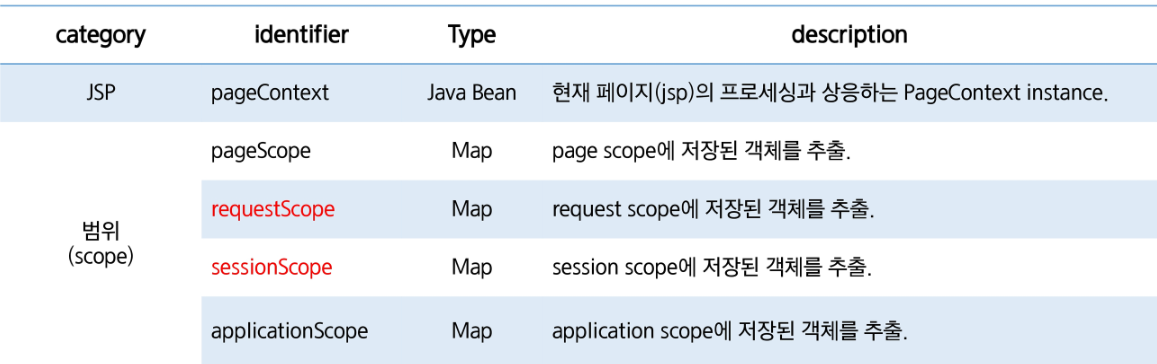 category identifier Type description
JSP pageContext Java Bean 현재 페이지(jsp)의 프로세싱과 상응하는 PageContext instance.
범위
(scope)
pageScope Map page scope에 저장된 객체를 추출.
requestScope Map request scope에 저장된 객체를 추출.
sessionScope Map session scope에 저장된 객체를 추출.
applicationScope Map application scope에 저장된 객체를 추출.